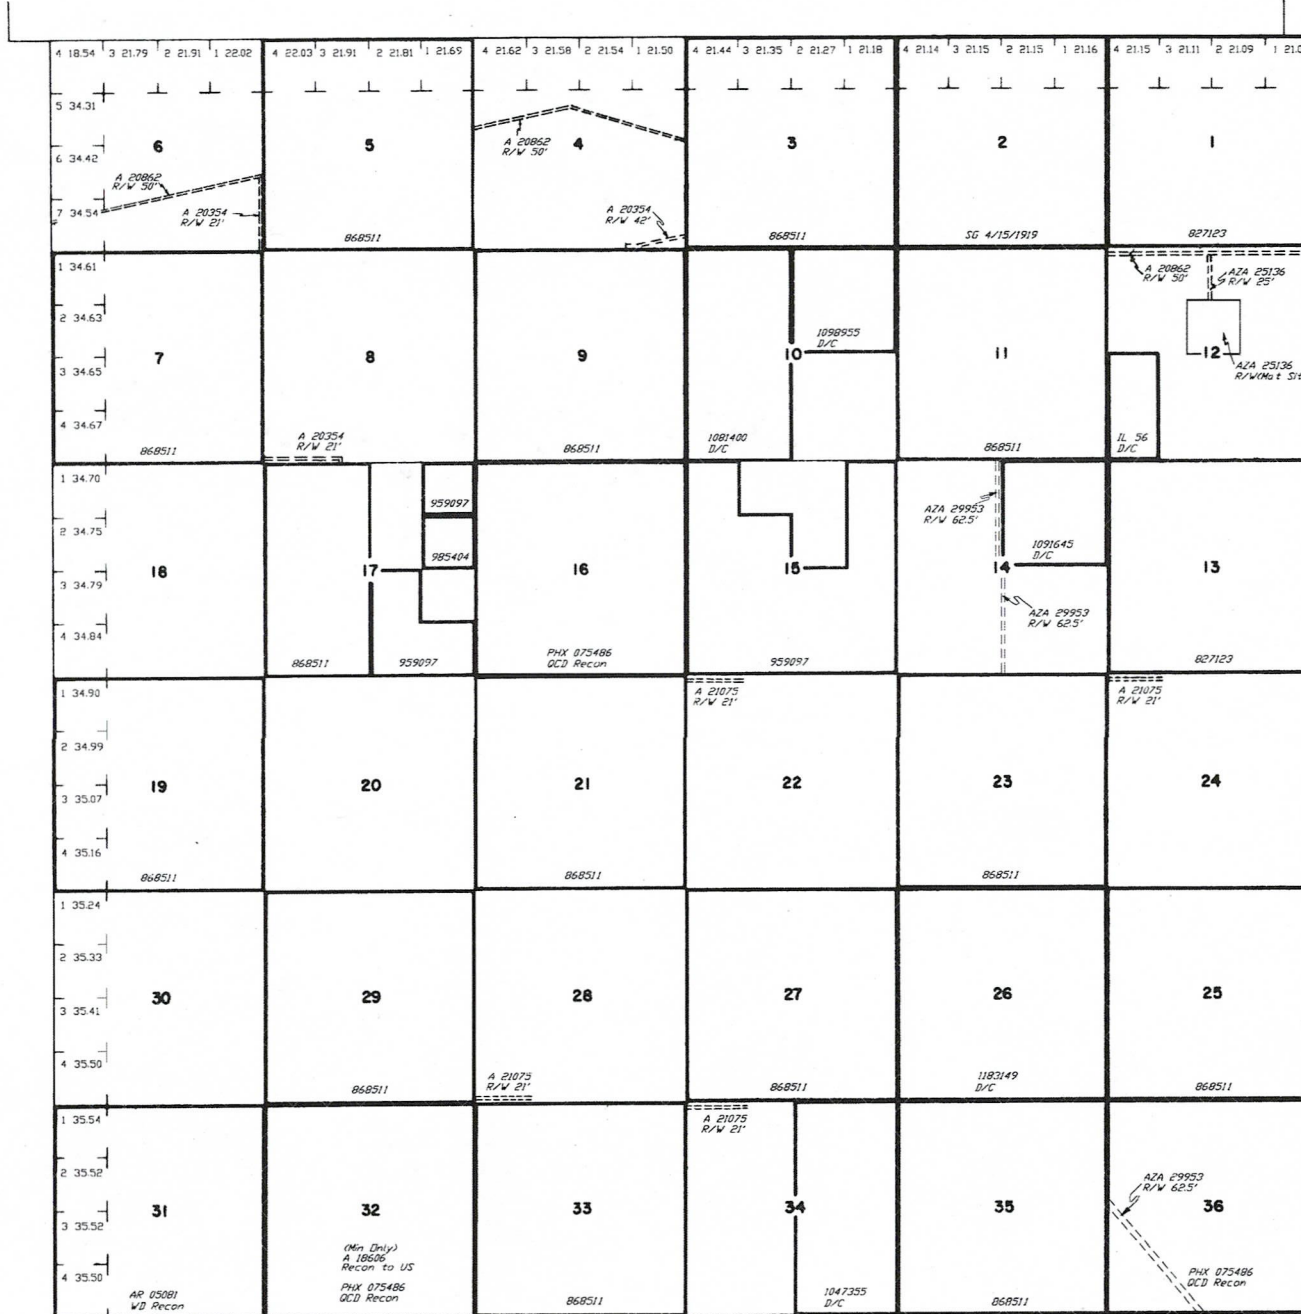 4 18.54 3 21.79 2 21.91 1 22.02 4 22.03 3 21.91 2 21.81 1 21.69 4 21.62 3 21.58 2 21.54 1 21.50 4 21.44 3 21.35 2 21.27 1 21.18 4 21.14 3 21.15 2 21.15 1 21.16 4 21.15 3 21.11 2 21.09 1
5 34.31
6 5 4 3 2 1
6 34.42
A 20862
R/W 50'
A 20862
R/W 50'
7 34.54
A 20354
R/W 21'
A 20354
R/W 42'
868511 868511 SG 4/15/1919 827123
1 34.61
A 20862
R/W 50'
AZA 25136
R/W 25'
2 34.63
1098955
D/C
7 8 9 10 11 12
3 34.65
AZA 25136
R/W(Mat Sit
4 34.67
868511
A 20354
R/W 21'
868511
1081400
D/C
868511
IL 56
D/C
1 34.70
959097
AZA 29953
R/W 62.5'
2 34.75
985404
1091645
D/C
18 17 16 15 14 13
3 34.79
AZA 29953
R/W 62.5'
4 34.84
868511 959097
PHX 075486
QCD Recon
959097 827123
1 34.90
A 21075
R/W 21'
A 21075
R/W 21'
2 34.99
19 20 21 22 23 24
3 35.07
4 35.16
868511 868511 868511
1 35.24
2 35.33
30 29 28 27 26 25
3 35.41
4 35.50
868511
A 21075
R/W 21'
868511
1183149
D/C
868511
1 35.54
A 21075
R/W 21'
2 35.52
AZA 29953
R/W 62.5'
31 32 33 34 35 36
3 35.52
(Min Only)
A 18606
Recon to US
4 35.50
PHX 075486
QCD Recon
AR 05081
WD Recon
868511
1047355
D/C
868511
PHX 075486
QCD Recon